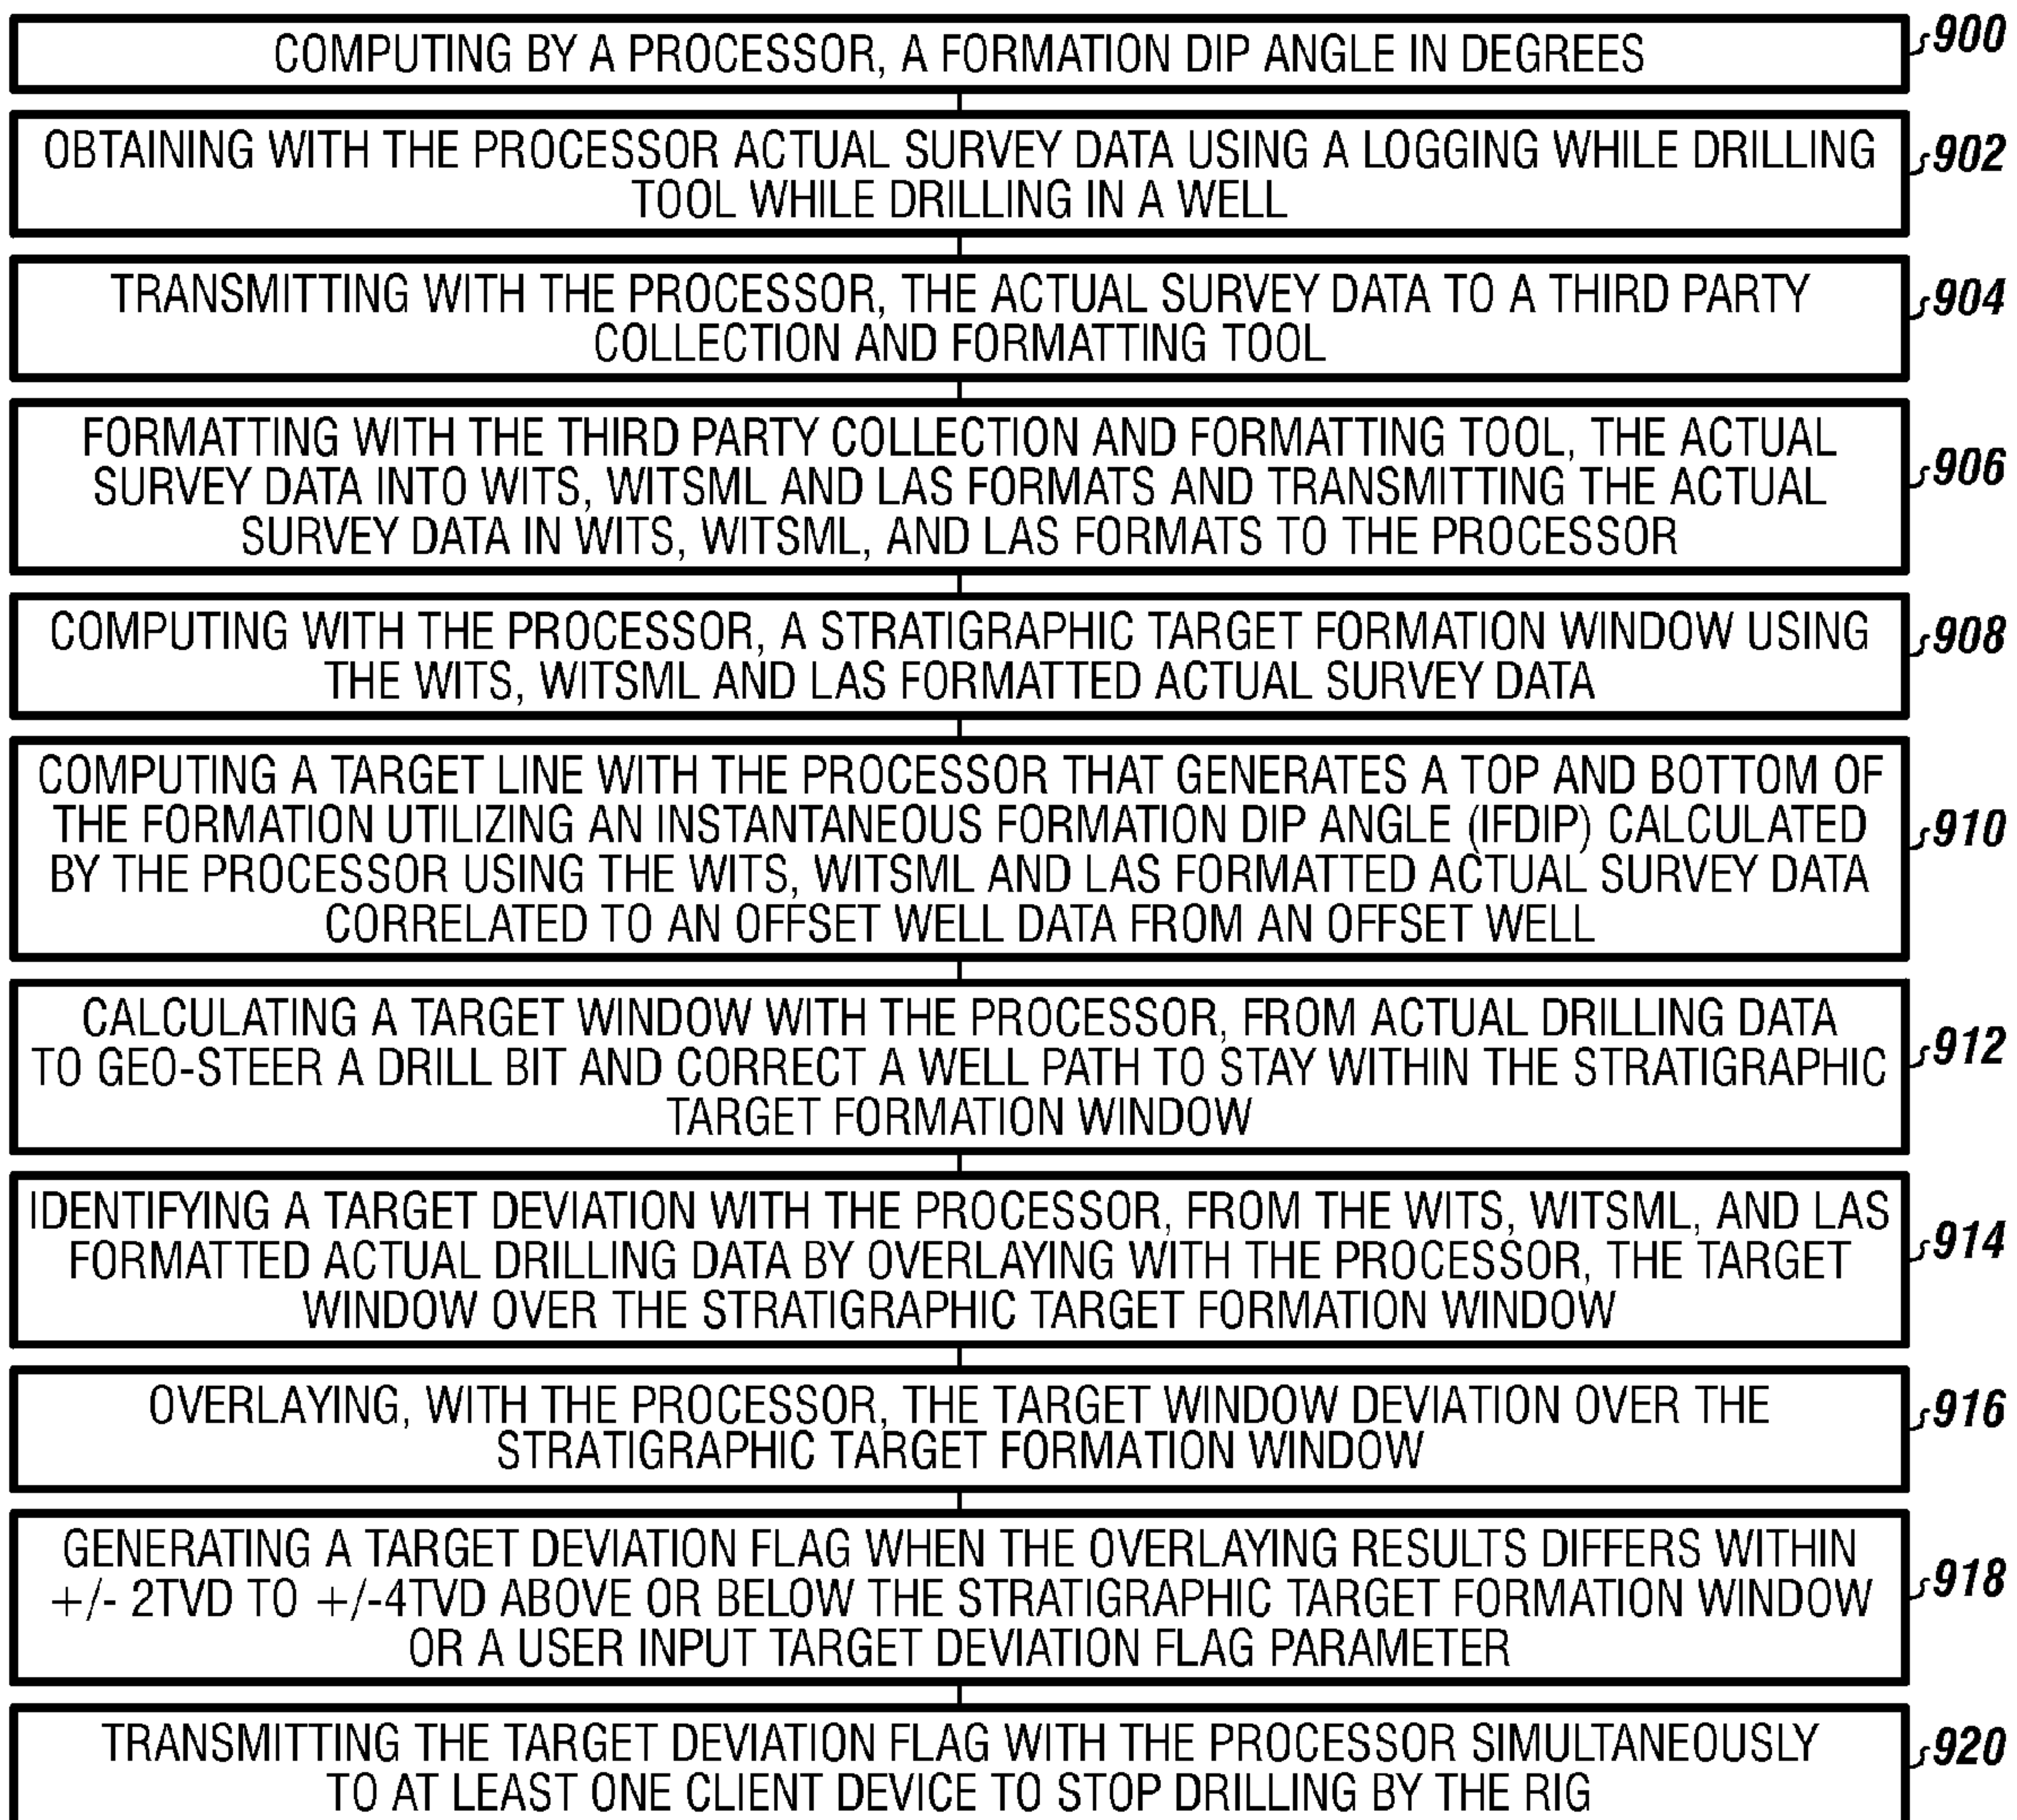 COMPUTING BY A PROCESSOR, A FORMATION DIP ANGLE IN DEGREES
900
OBTAINING WITH THE PROCESSOR ACTUAL SURVEY DATA USING A LOGGING WHILE DRILLING
TOOL WHILE DRILLING IN A WELL
902
TRANSMITTING WITH THE PROCESSOR, THE ACTUAL SURVEY DATA TO A THIRD PARTY
COLLECTION AND FORMATTING TOOL
904
FORMATTING WITH THE THIRD PARTY COLLECTION AND FORMATTING TOOL, THE ACTUAL
SURVEY DATA INTO WITS, WITSML AND LAS FORMATS AND TRANSMITTING THE ACTUAL
SURVEY DATA IN WITS, WITSML, AND LAS FORMATS TO THE PROCESSOR
906
COMPUTING WITH THE PROCESSOR, A STRATIGRAPHIC TARGET FORMATION WINDOW USING
THE WITS, WITSML AND LAS FORMATTED ACTUAL SURVEY DATA
908
COMPUTING A TARGET LINE WITH THE PROCESSOR THAT GENERATES A TOP AND BOTTOM OF
THE FORMATION UTILIZING AN INSTANTANEOUS FORMATION DIP ANGLE (IFDIP) CALCULATED
BY THE PROCESSOR USING THE WITS, WITSML AND LAS FORMATTED ACTUAL SURVEY DATA
CORRELATED TO AN OFFSET WELL DATA FROM AN OFFSET WELL
910
CALCULATING A TARGET WINDOW WITH THE PROCESSOR, FROM ACTUAL DRILLING DATA
TO GEO-STEER A DRILL BIT AND CORRECT A WELL PATH TO STAY WITHIN THE STRATIGRAPHIC
TARGET FORMATION WINDOW
912
IDENTIFYING A TARGET DEVIATION WITH THE PROCESSOR, FROM THE WITS, WITSML, AND LAS
FORMATTED ACTUAL DRILLING DATA BY OVERLAYING WITH THE PROCESSOR, THE TARGET
WINDOW OVER THE STRATIGRAPHIC TARGET FORMATION WINDOW
914
OVERLAYING, WITH THE PROCESSOR, THE TARGET WINDOW DEVIATION OVER THE
STRATIGRAPHIC TARGET FORMATION WINDOW
916
GENERATING A TARGET DEVIATION FLAG WHEN THE OVERLAYING RESULTS DIFFERS WITHIN
+/- 2TVD TO +/-4TVD ABOVE OR BELOW THE STRATIGRAPHIC TARGET FORMATION WINDOW
OR A USER INPUT TARGET DEVIATION FLAG PARAMETER
918
TRANSMITTING THE TARGET DEVIATION FLAG WITH THE PROCESSOR SIMULTANEOUSLY
TO AT LEAST ONE CLIENT DEVICE TO STOP DRILLING BY THE RIG
920